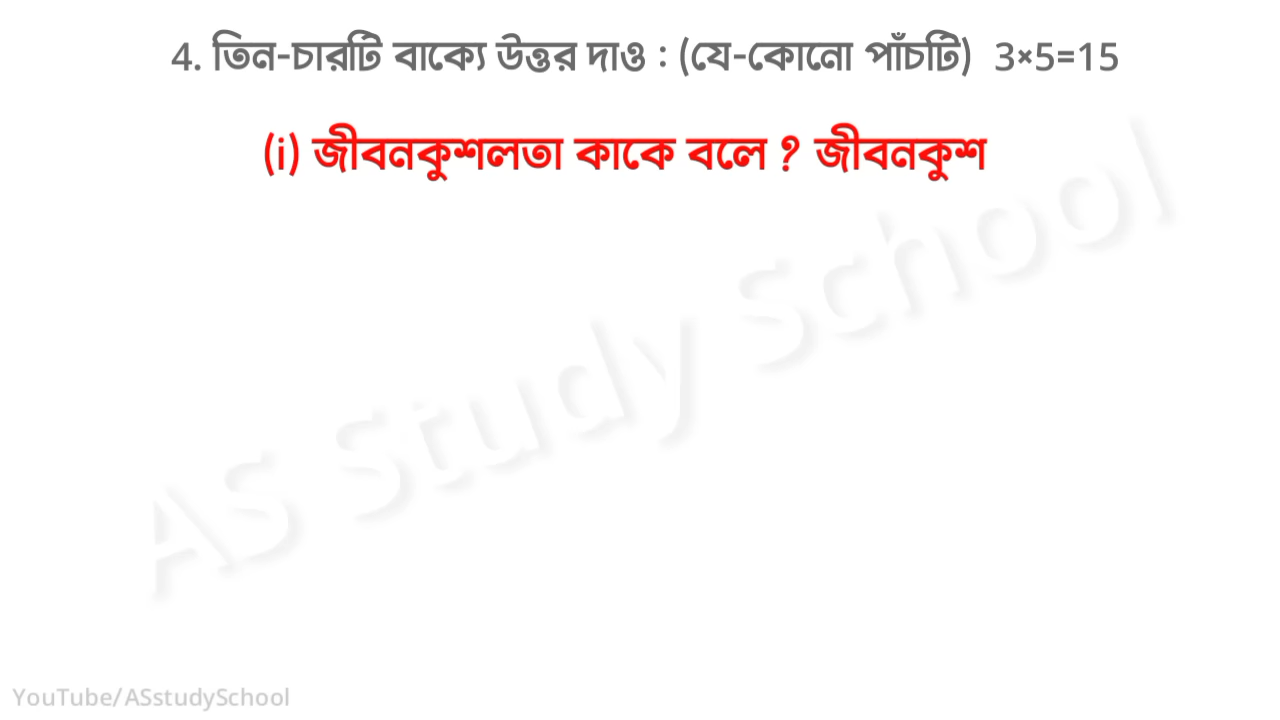 4. তিন-চারটি বাক্যে উত্তর দাও : (যে-কোনো পাঁচটি) 3×5=15
(i) জীবনকুশলতা কাকে বলে ? জীবনকুশ
AS Study School
YouTube/ASstudySchool